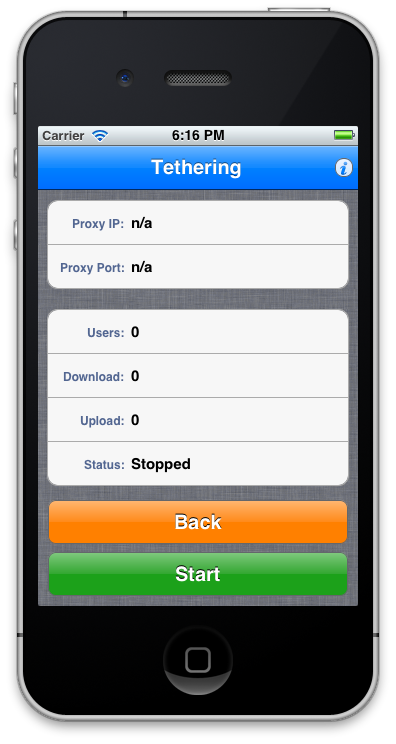 Carrier 6:16 PM
Tethering
Proxy IP: n/a
Proxy Port: n/a
Users: 0
Download: 0
Upload: 0
Status: Stopped
Back
Start